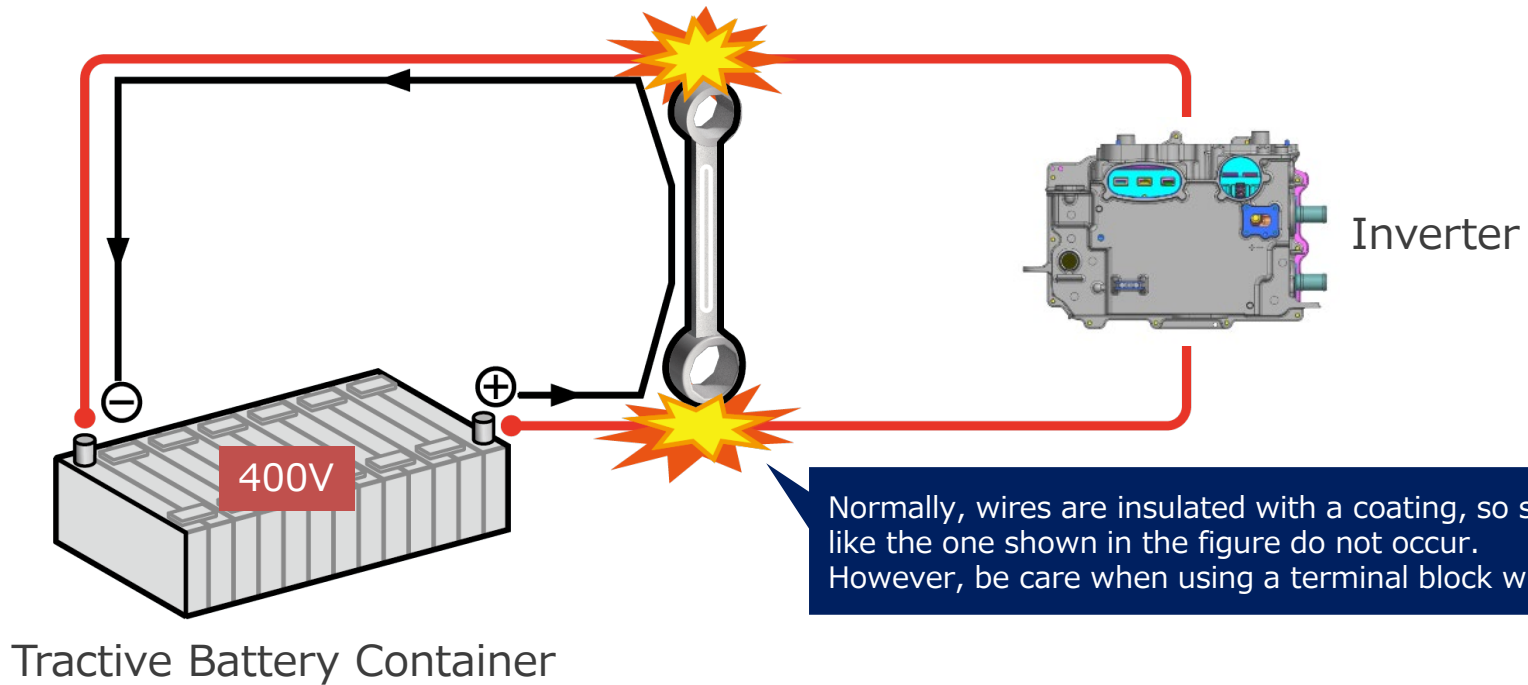 400V
Inverter
Normally, wires are insulated with a coating, so
like the one shown in the figure do not occur.
However, be care when using a terminal block
Tractive Battery Container